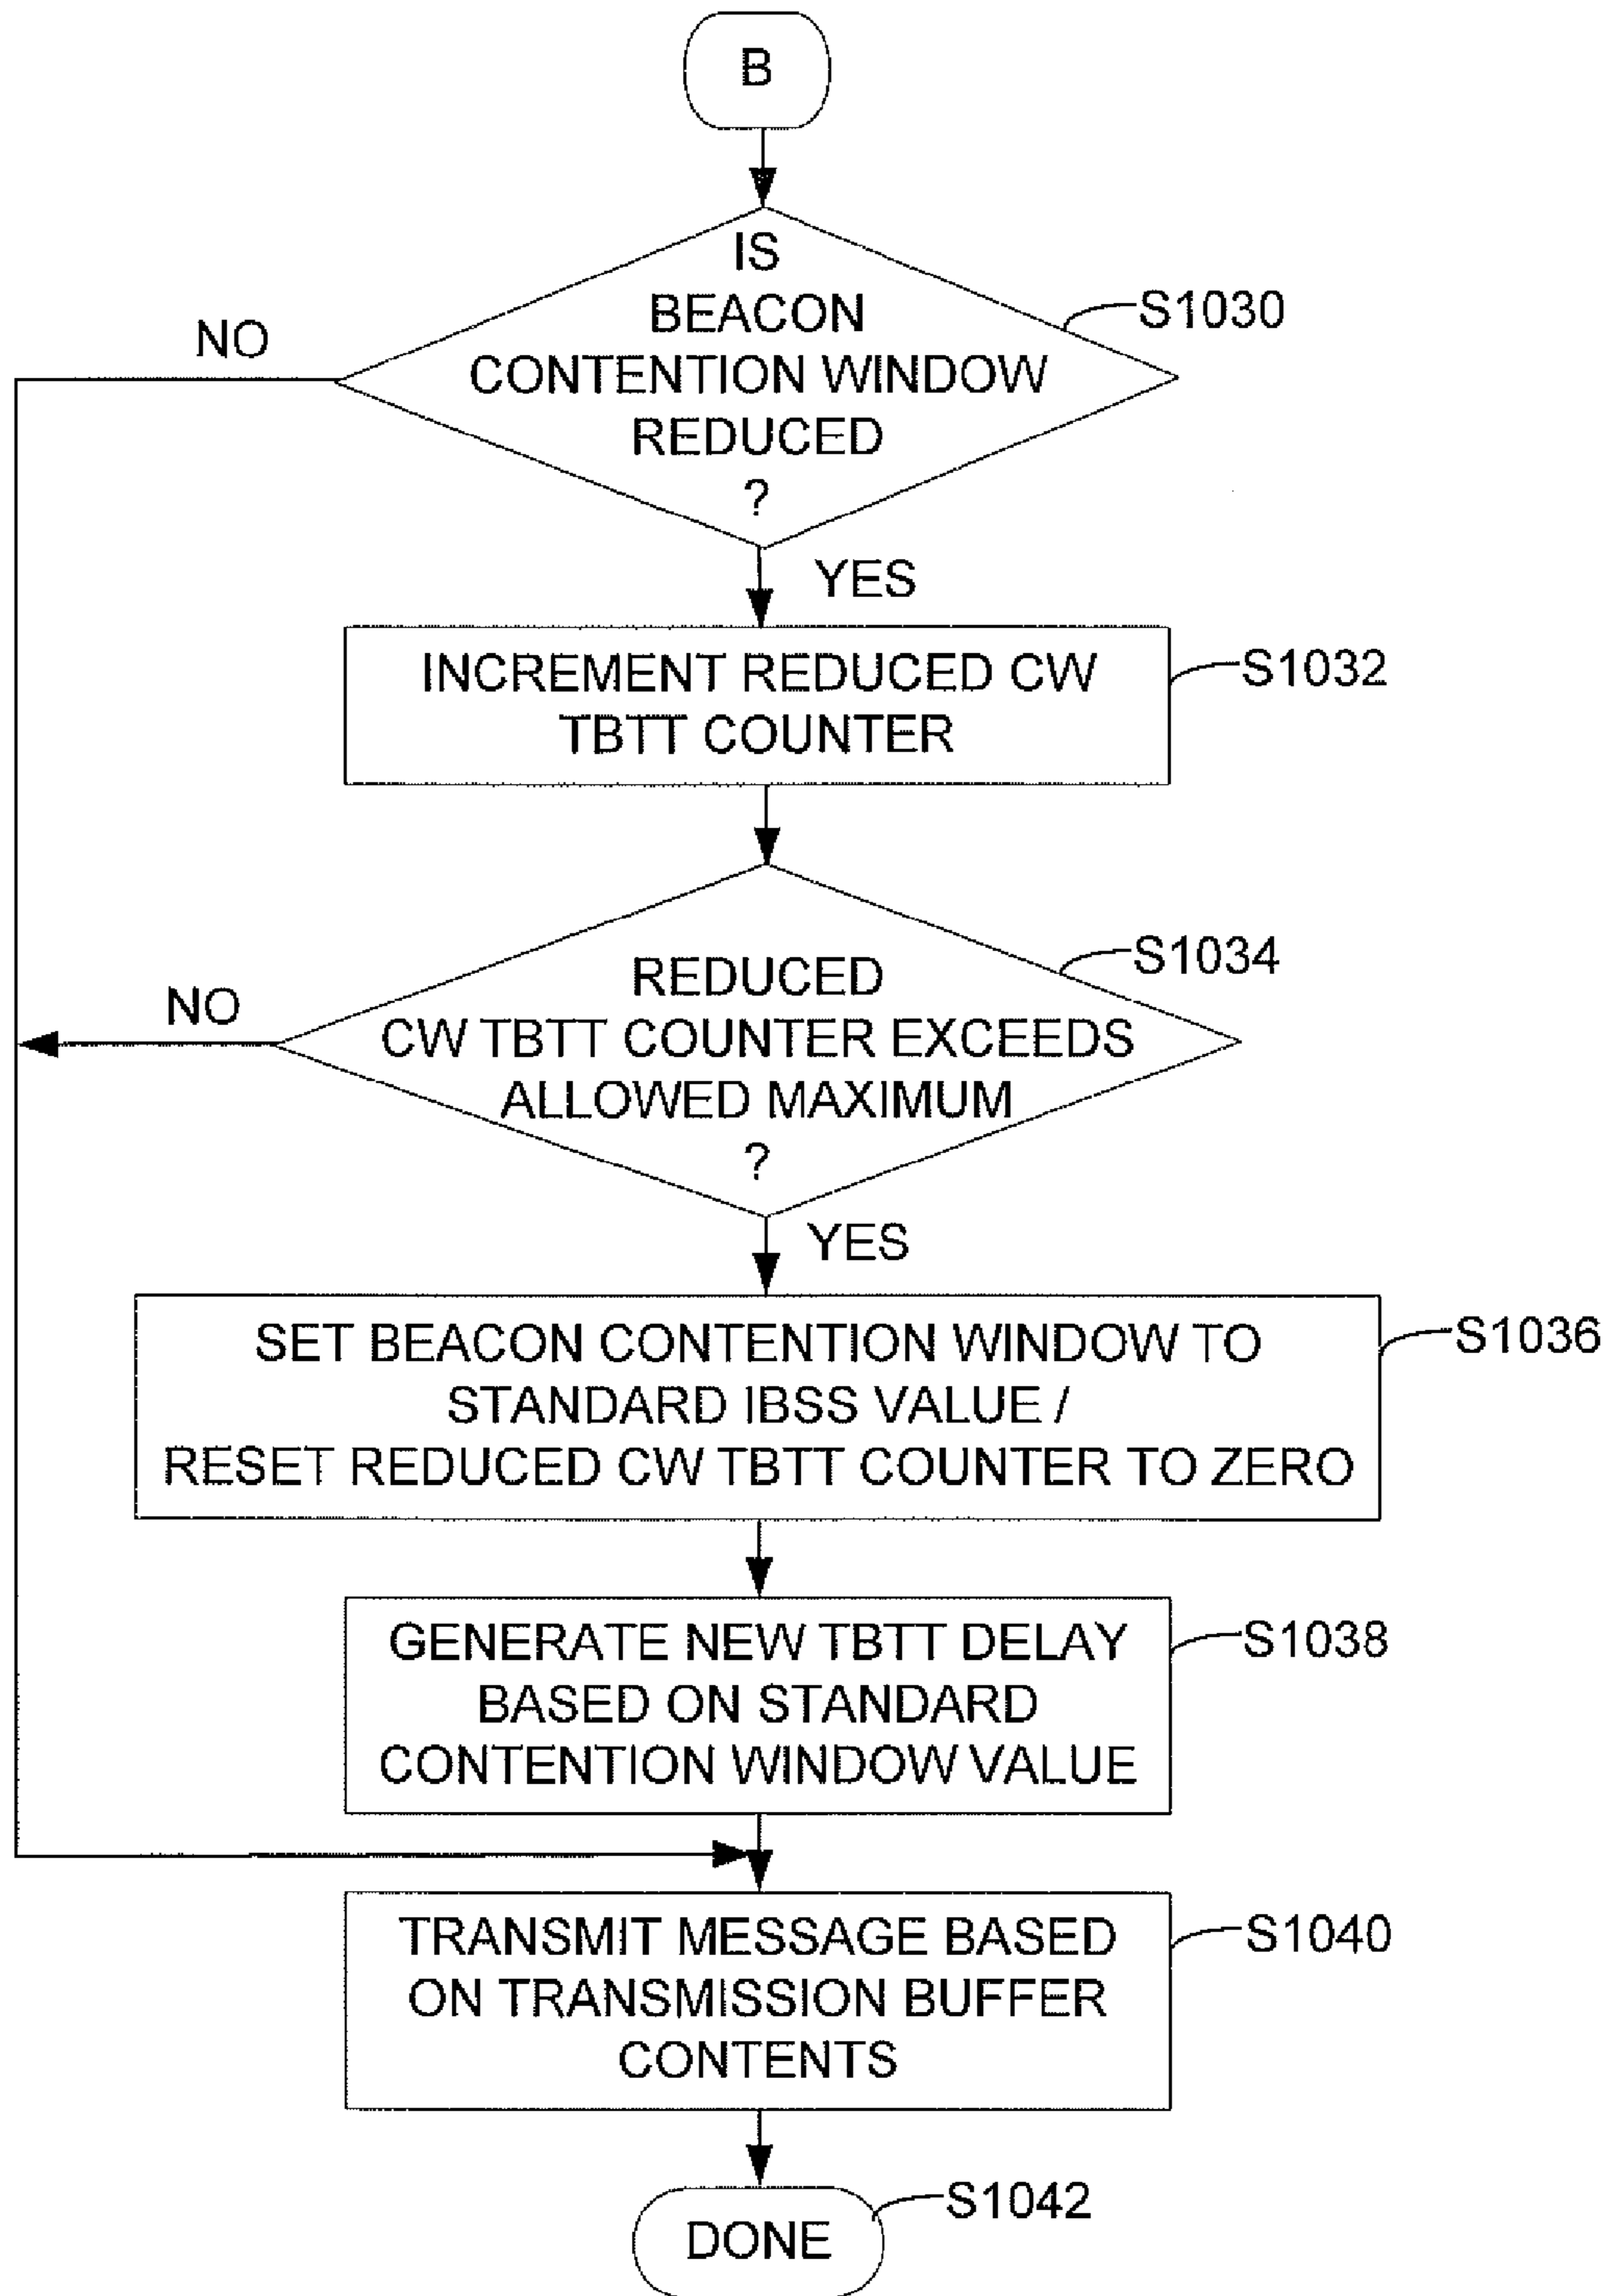 B
IS
BEACON
CONTENTION WINDOW
REDUCED
?
S1030
NO
YES
INCREMENT REDUCED CW
TBTT COUNTER
S1032
REDUCED
CW TBTT COUNTER EXCEEDS
ALLOWED MAXIMUM
?
S1034
NO
YES
SET BEACON CONTENTION WINDOW TO
STANDARD IBSS VALUE /
RESET REDUCED CW TBTT COUNTER TO ZERO
S1036
GENERATE NEW TBTT DELAY
BASED ON STANDARD
CONTENTION WINDOW VALUE
S1038
TRANSMIT MESSAGE BASED
ON TRANSMISSION BUFFER
CONTENTS
S1040
DONE
S1042